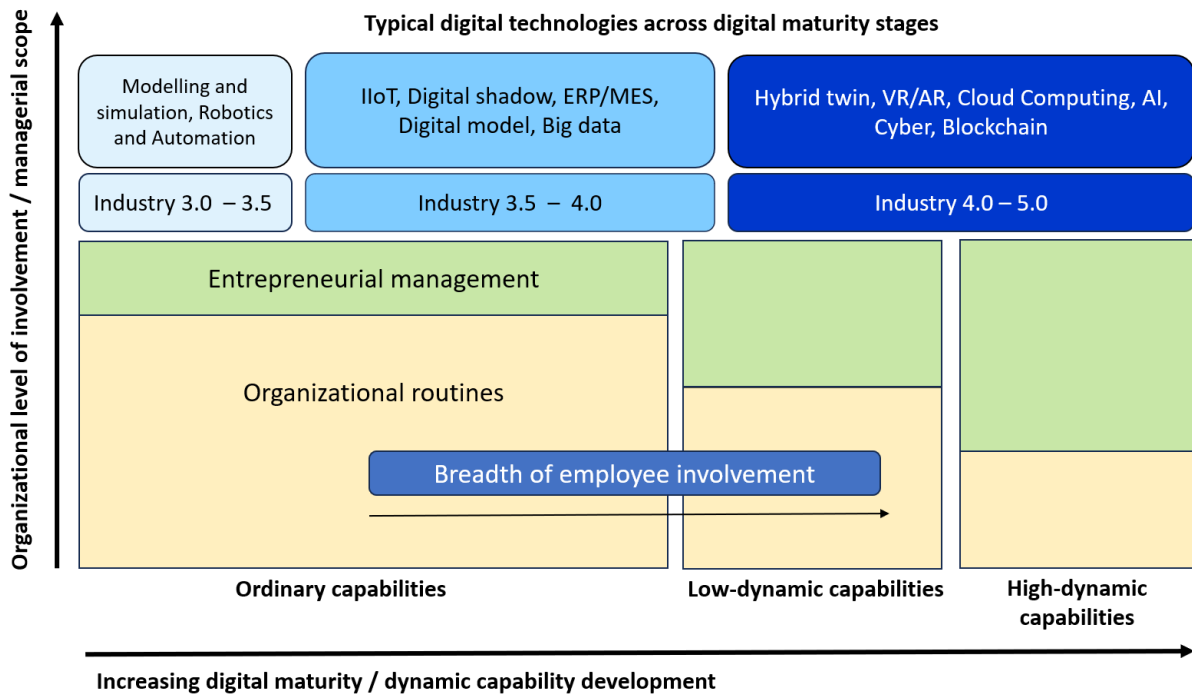 Typical digital technologies across digital maturity stages
Organizational level of involvement / managerial scope
Modelling and
simulation, Robotics
and Automation
IIoT, Digital shadow, ERP/MES,
Digital model, Big data
Hybrid twin, VR/AR, Cloud Computing, AI,
Cyber, Blockchain
Industry 3.0 – 3.5
Industry 3.5 – 4.0
Industry 4.0 – 5.0
Entrepreneurial management
Organizational routines
Breadth of employee involvement
Ordinary capabilities
Low-dynamic capabilities
High-dynamic
capabilities
Increasing digital maturity / dynamic capability development